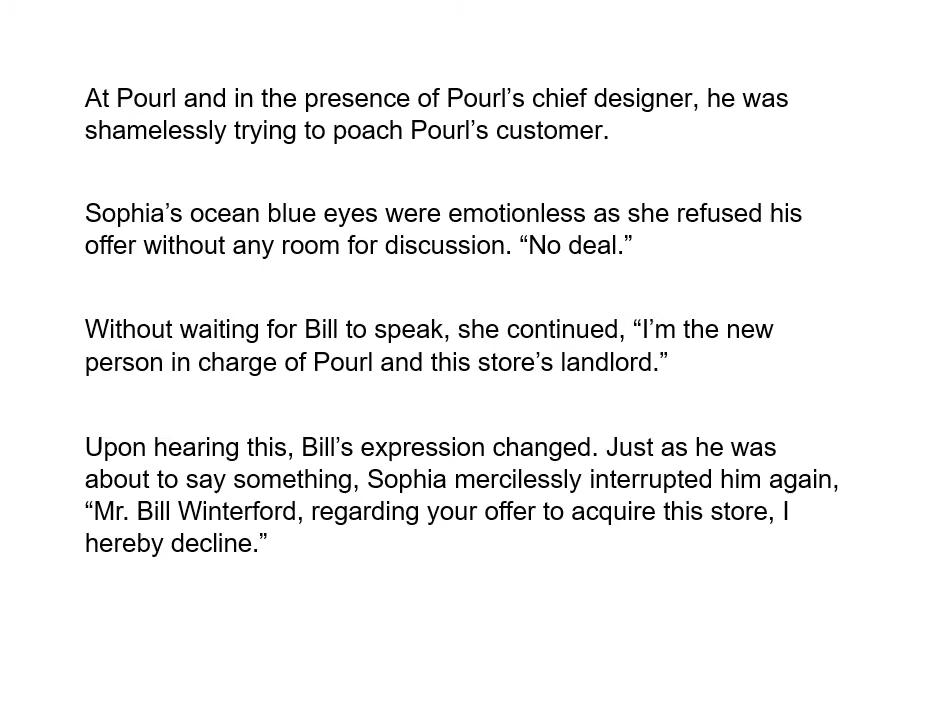 At Pourl and in the presence of Pourl’s chief designer, he was
shamelessly trying to poach Pourl’s customer.
Sophia’s ocean blue eyes were emotionless as she refused his
offer without any room for discussion. “No deal.”
Without waiting for Bill to speak, she continued, “I’m the new
person in charge of Pourl and this store’s landlord.”
Upon hearing this, Bill’s expression changed. Just as he was
about to say something, Sophia mercilessly interrupted him again,
“Mr. Bill Winterford, regarding your offer to acquire this store, I
hereby decline.”